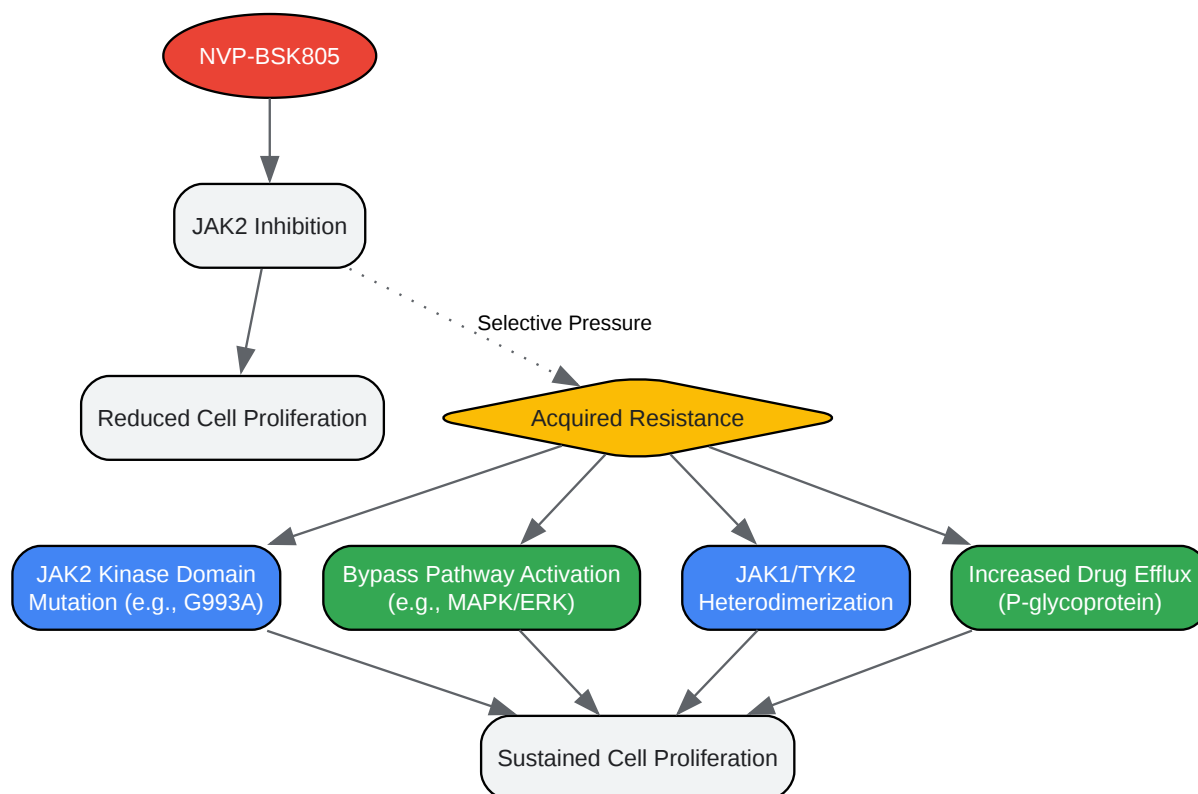 NVP-BSK805
JAK2 Inhibition
Selective Pressure
Reduced Cell Proliferation
Acquired Resistance
JAK2 Kinase Domain
Mutation (e.g., G993A)
Bypass Pathway Activation
(e.g., MAPK/ERK)
JAK1/TYK2
Heterodimerization
Increased Drug Efflux
(P-glycoprotein)
Sustained Cell Proliferation